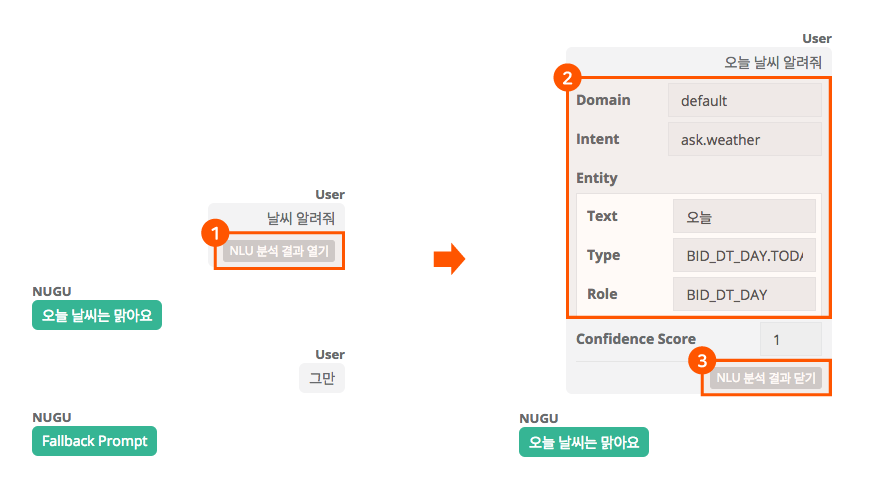 User
날씨 알려줘
1
NLU 분석 결과 열기
NUGU
오늘 날씨는 맑아요
User
그만
NUGU
Fallback Prompt
User
오늘 날씨 알려줘
2
Domain default
Intent ask.weather
Entity
Text 오늘
Type BID_DT_DAY.TODA
Role BID_DT_DAY
Confidence Score 1
3
NLU 분석 결과 닫기
NUGU
오늘 날씨는 맑아요